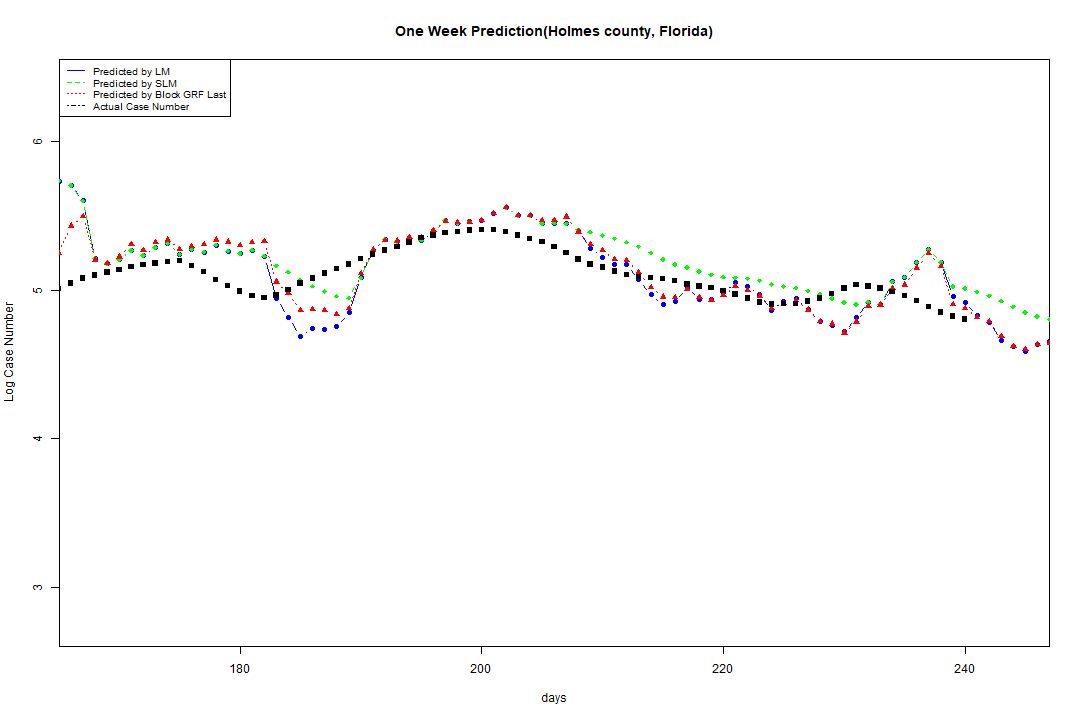 One Week Prediction(Holmes county, Florida)
Predicted by LM
Predicted by SLM
Predicted by Block GRF Last
Actual Case Number
6
5
4
3
Log Case Number
180 200 220 240
days